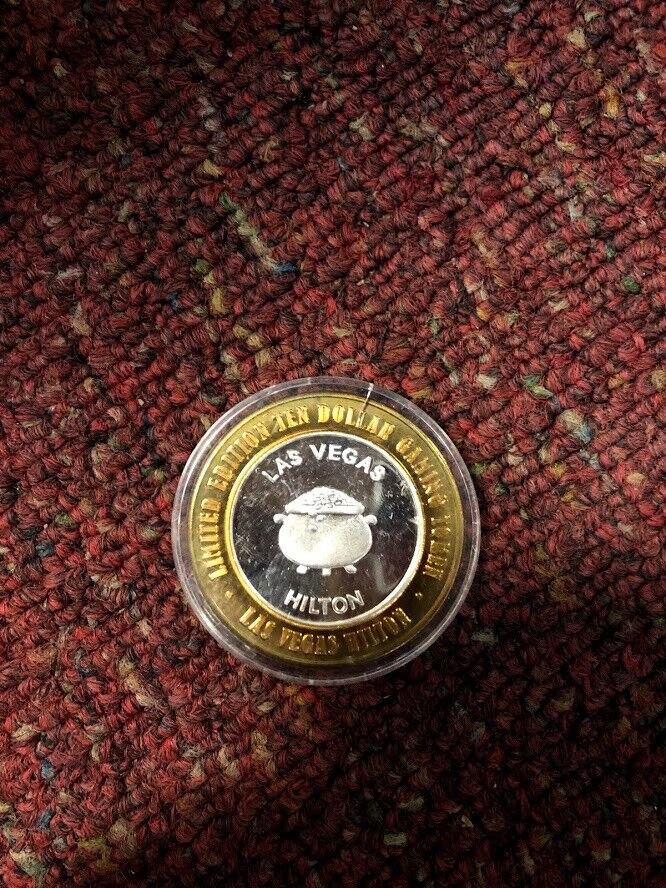 LIMITED EDITION TEN DOLLAR GAMING TOKEN
LAS VEGAS
HILTON
• LAS VEGAS HILTON •